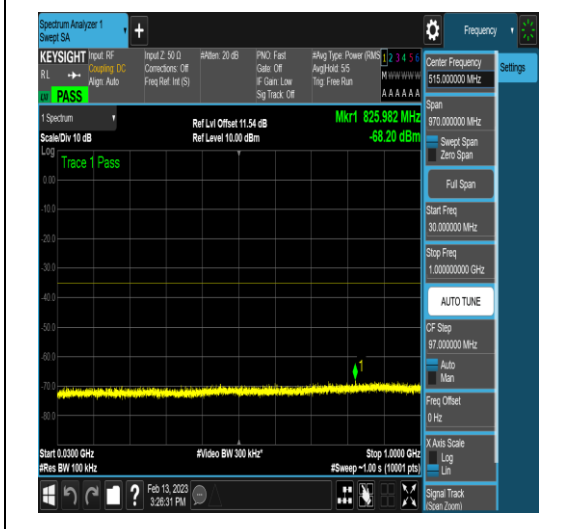 Spectrum Analyzer 1
Swept SA
Frequency
KEYSIGHT
RL
PASS
Input: RF
Coupling: DC
Align: Auto
Input Z: 50 Ω
Corrections: Off
Freq Ref: Int (S)
#Atten: 20 dB
PNO: Fast
Gate: Off
IF Gain: Low
Sig Track: Off
#Avg Type: Power (RMS
Avg|Hold: 5/5
Trig: Free Run
1 2 3 4 5 6
M W W W W W
A A A A A A
1 Spectrum
Scale/Div 10 dB
Ref Lvl Offset 11.54 dB
Ref Level 10.00 dBm
Mkr1 825.982 MHz
-68.20 dBm
Log
Trace 1 Pass
0.00
-10.0
-20.0
-30.0
-40.0
-50.0
-60.0
-70.0
-80.0
1
Start 0.0300 GHz
#Res BW 100 kHz
#Video BW 300 kHz*
Stop 1.0000 GHz
#Sweep ~1.00 s (10001 pts)
Feb 13, 2023
3:26:31 PM
Settings
Center Frequency
515.000000 MHz
Span
970.000000 MHz
Swept Span
Zero Span
Full Span
Start Freq
30.000000 MHz
Stop Freq
1.000000000 GHz
AUTO TUNE
CF Step
97.000000 MHz
Auto
Man
Freq Offset
0 Hz
X Axis Scale
Log
Lin
Signal Track
(Span Zoom)